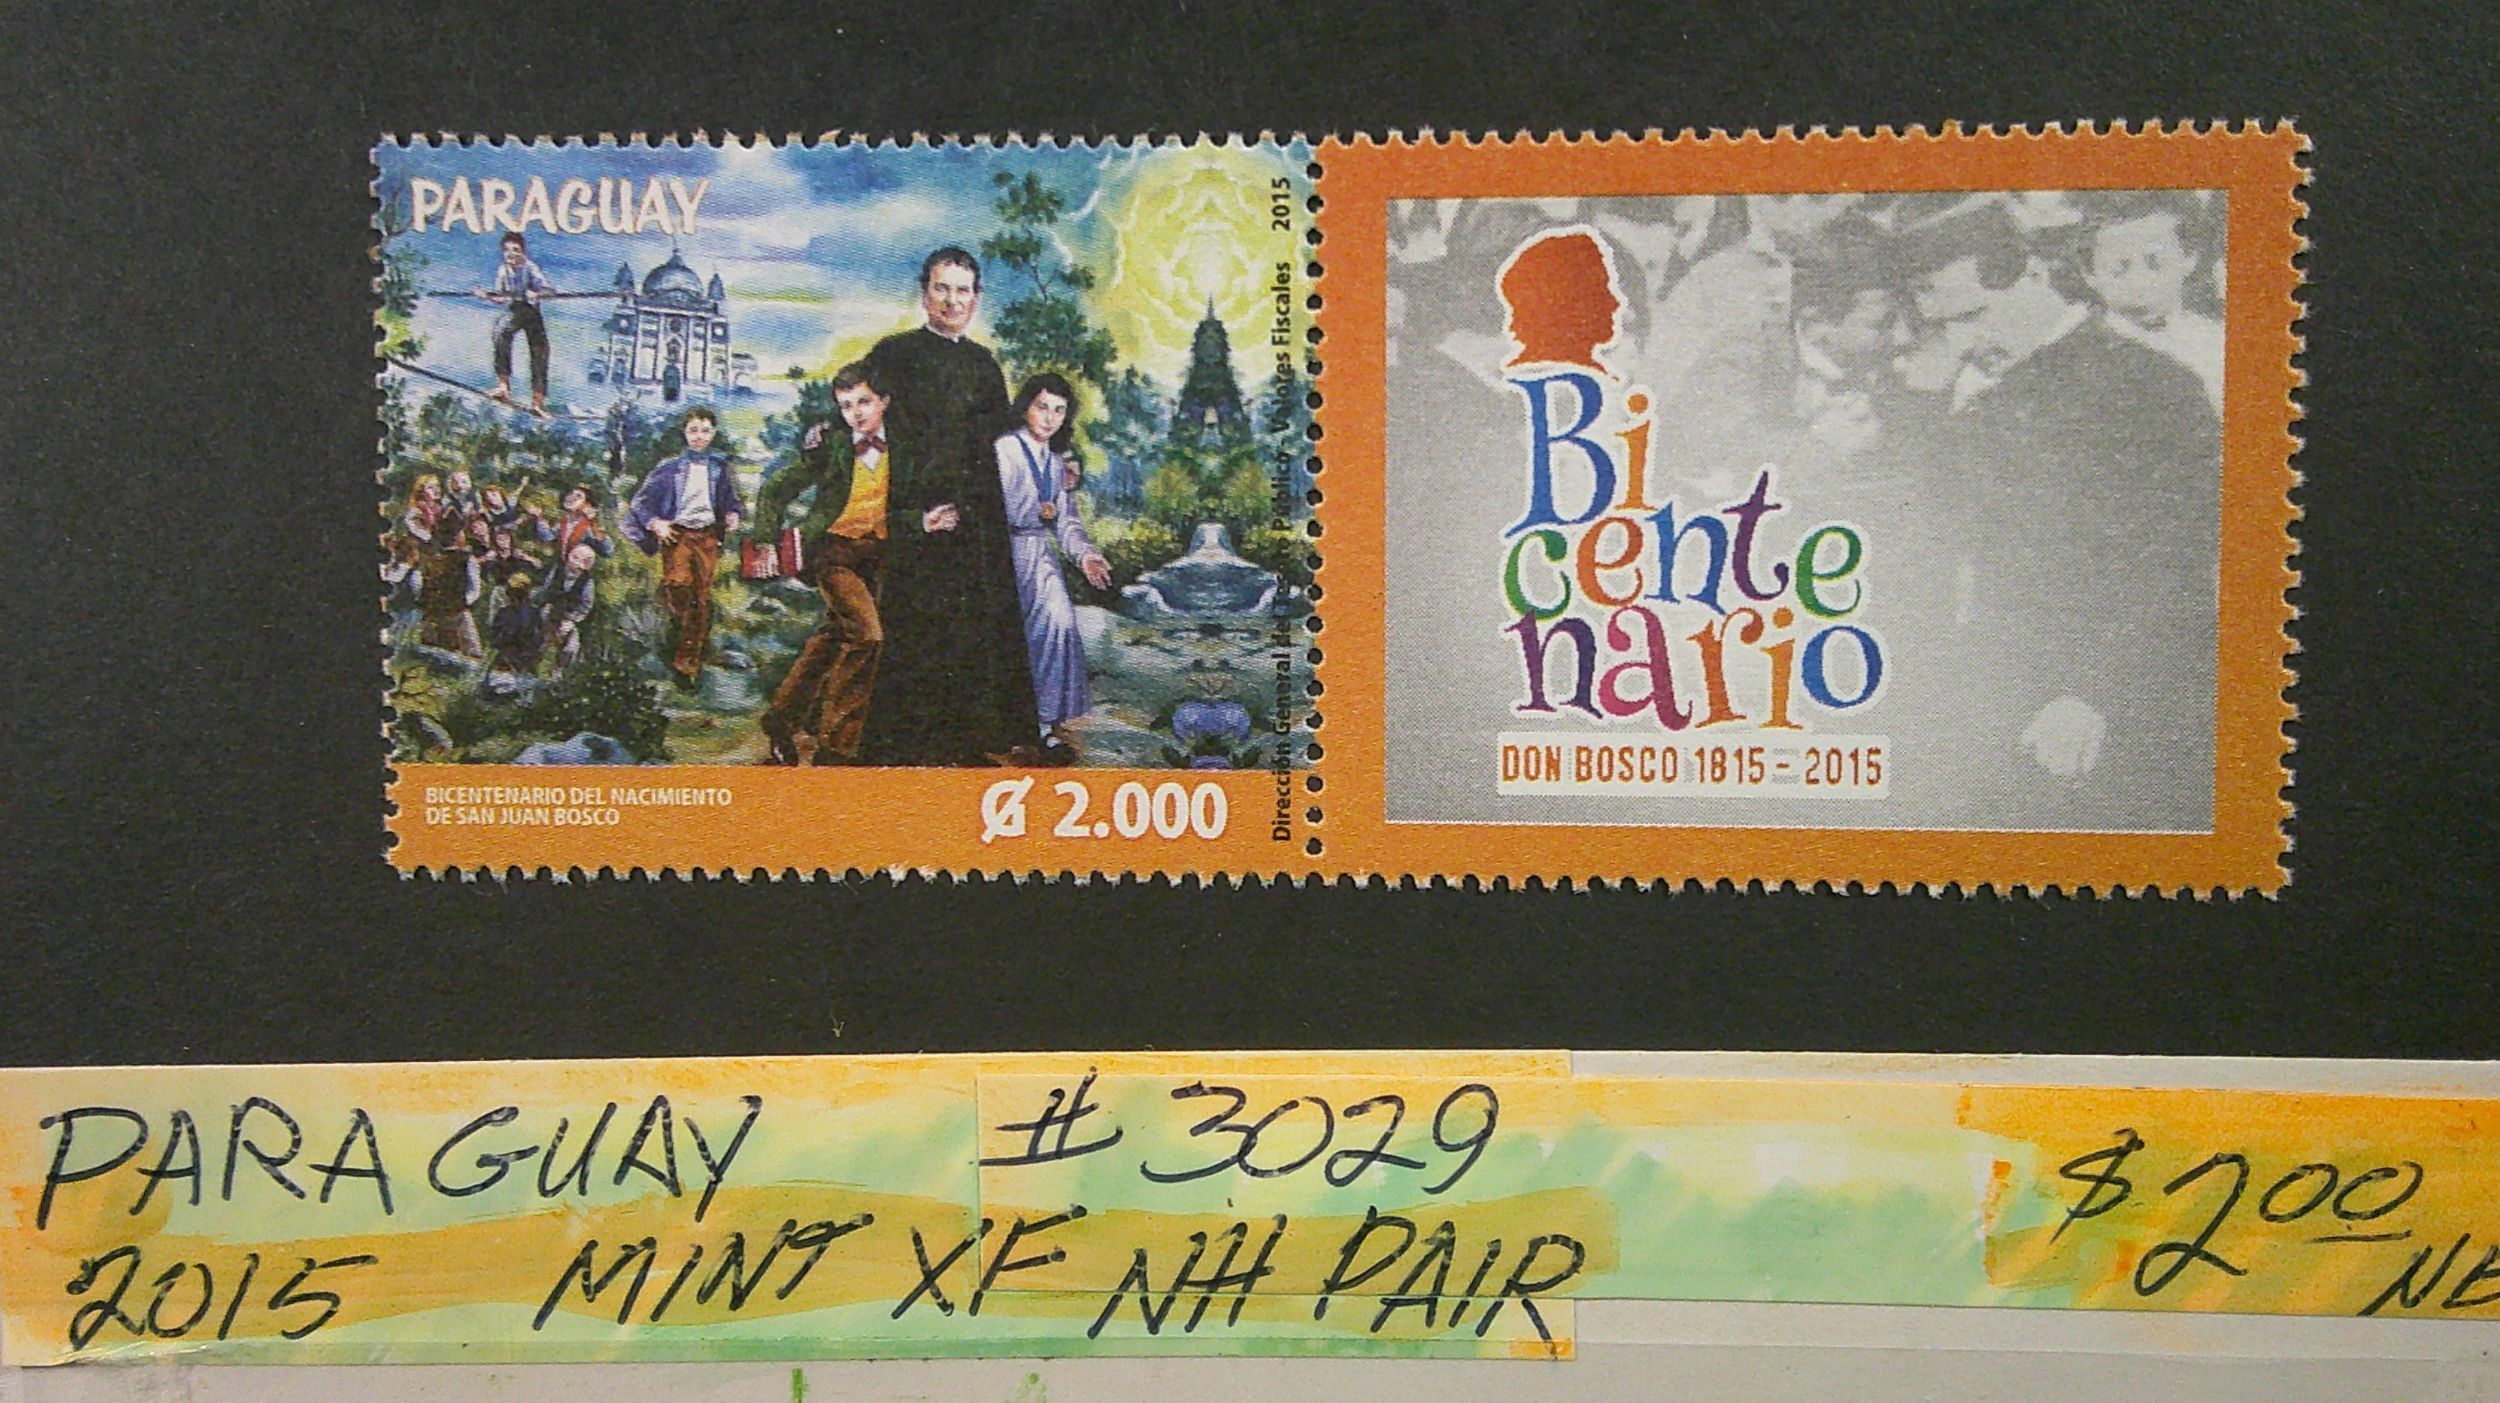 PARAGUAY
BICENTENARIO DEL NACIMIENTO
DE SAN JUAN BOSCO
₲ 2.000
Dirección General del Tesoro Público - Valores Fiscales 2015
Bi
cente
nario
DON BOSCO 1815 - 2015
PARAGUAY #3029 $2.00
2015 MINT XF NH PAIR